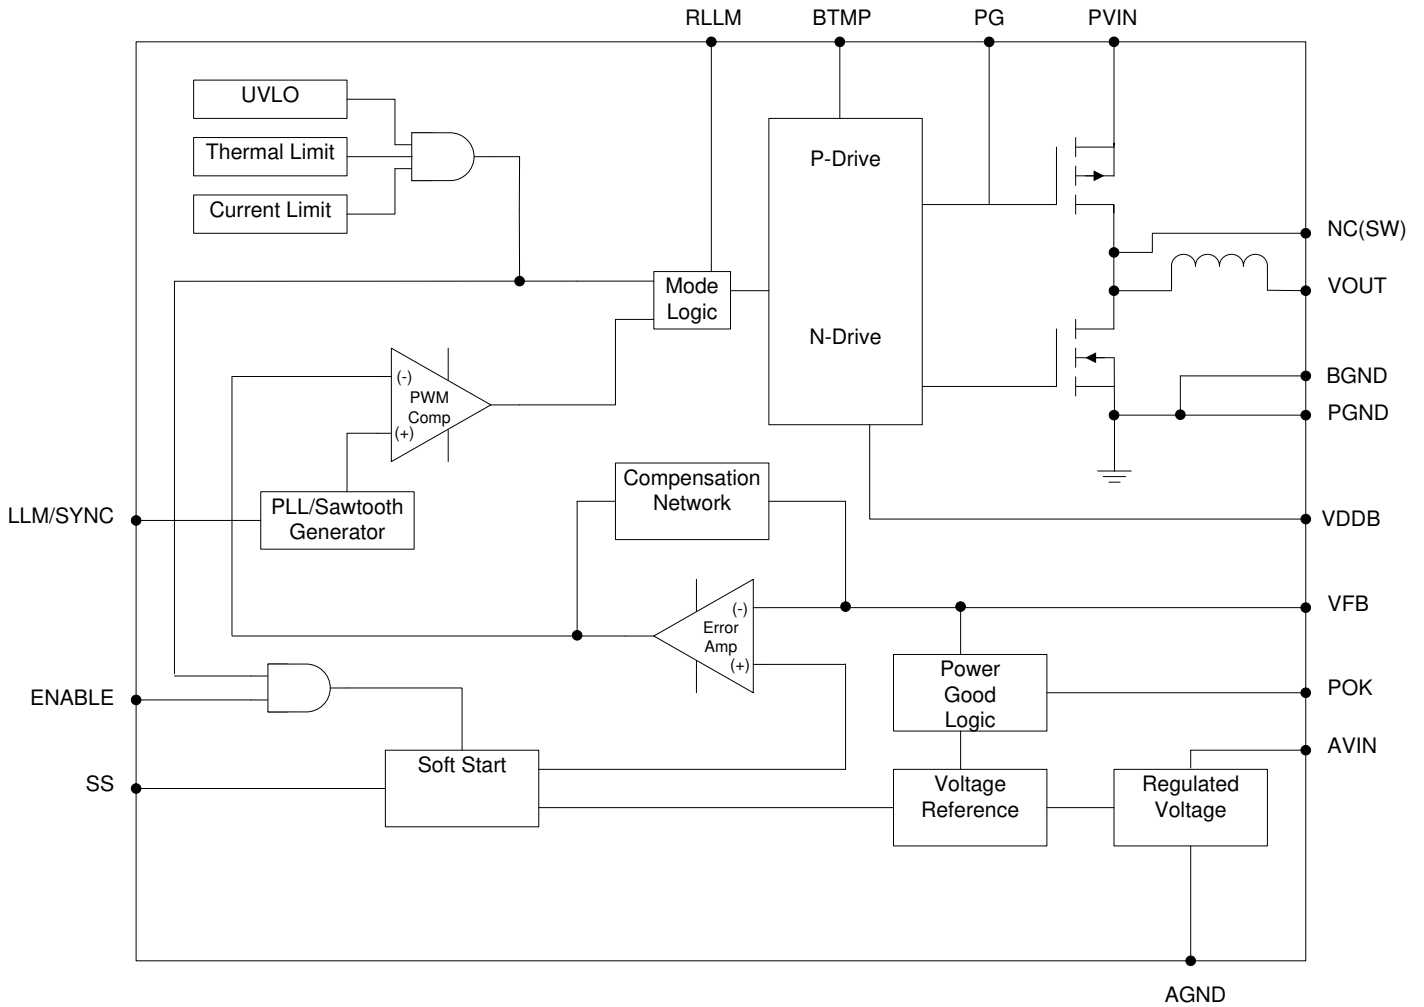 RLLM
BTMP
PG
PVIN
UVLO
Thermal Limit
Current Limit
P-Drive
NC(SW)
Mode
Logic
VOUT
N-Drive
(-)
PWM
Comp
(+)
BGND
PGND
Compensation
Network
LLM/SYNC
PLL/Sawtooth
Generator
VDDB
(-)
Error
Amp
(+)
VFB
Power
Good
Logic
POK
ENABLE
AVIN
Soft Start
SS
Voltage
Reference
Regulated
Voltage
AGND